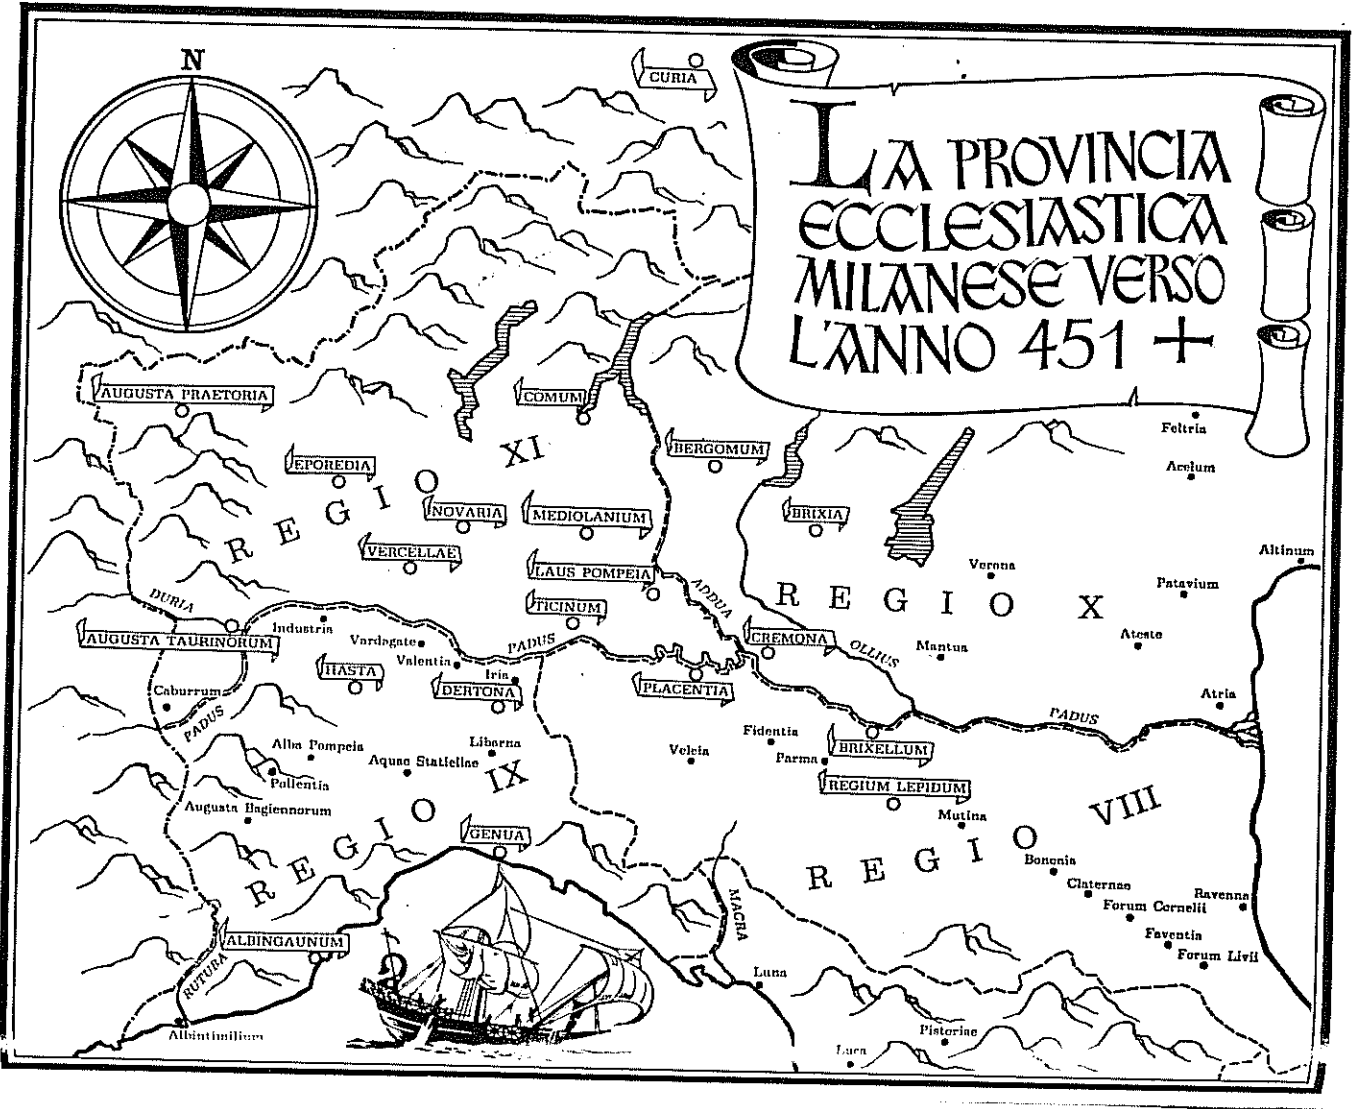 N
CURIA
LA PROVINCIA
ECCLESIASTICA
MILANESE VERSO
L'ANNO 451 +
AUGUSTA PRAETORIA
COMUM
Feltria
BERGOMUM
XI
EPOREDIA
Acelum
REGIO
NOVARIA
MEDIOLANIUM
BRIXIA
VERCELLAE
Altinum
LAUS POMPEIA
Verona
Patavium
DURIA
TICINUM
ADDUA
REGIO X
AUGUSTA TAURINORUM
Industria
Vardagate
PADUS
CREMONA
Ateste
Valentia
OLLIUS
Mantua
HASTA
Iria
DERTONA
PLACENTIA
Caburrum
Atria
PADUS
PADUS
Alba Pompeia
Libarna
Fidentia
Aquae Statiellae
Veleia
BRIXELLUM
Parma
Pollentia
IX
REGIUM LEPIDUM
Augusta Bagiennorum
VIII
Mutina
REGIO
GENUA
REGIO
Bononia
Claternae
MACRA
Ravenna
Forum Cornelii
Faventia
ALBINGAUNUM
Forum Livii
RUTURA
Luna
Albintimilium
Pistoriae
Luca